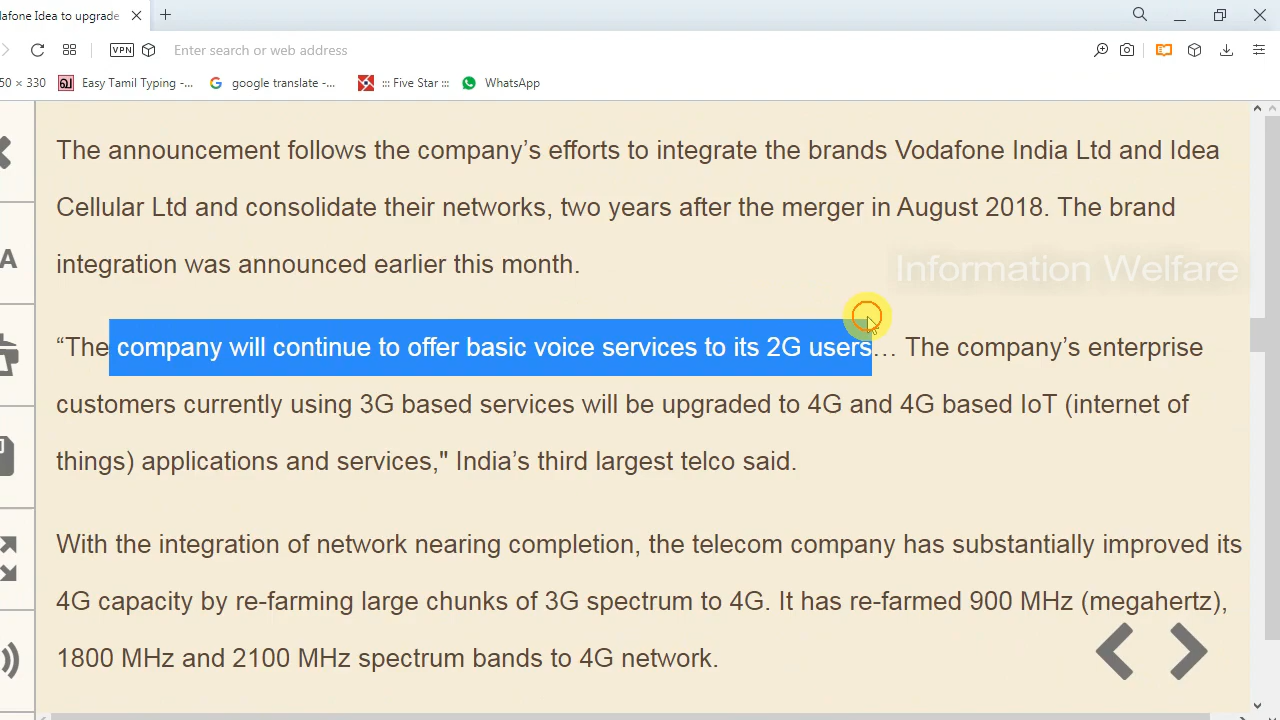 lafone Idea to upgrade
VPN
Enter search or web address
50 × 330
Easy Tamil Typing -...
google translate -...
::: Five Star :::
WhatsApp
The announcement follows the company’s efforts to integrate the brands Vodafone India Ltd and Idea
Cellular Ltd and consolidate their networks, two years after the merger in August 2018. The brand
integration was announced earlier this month.
Information Welfare
“The company will continue to offer basic voice services to its 2G users… The company’s enterprise
customers currently using 3G based services will be upgraded to 4G and 4G based IoT (internet of
things) applications and services," India’s third largest telco said.
With the integration of network nearing completion, the telecom company has substantially improved its
4G capacity by re-farming large chunks of 3G spectrum to 4G. It has re-farmed 900 MHz (megahertz),
1800 MHz and 2100 MHz spectrum bands to 4G network.
A